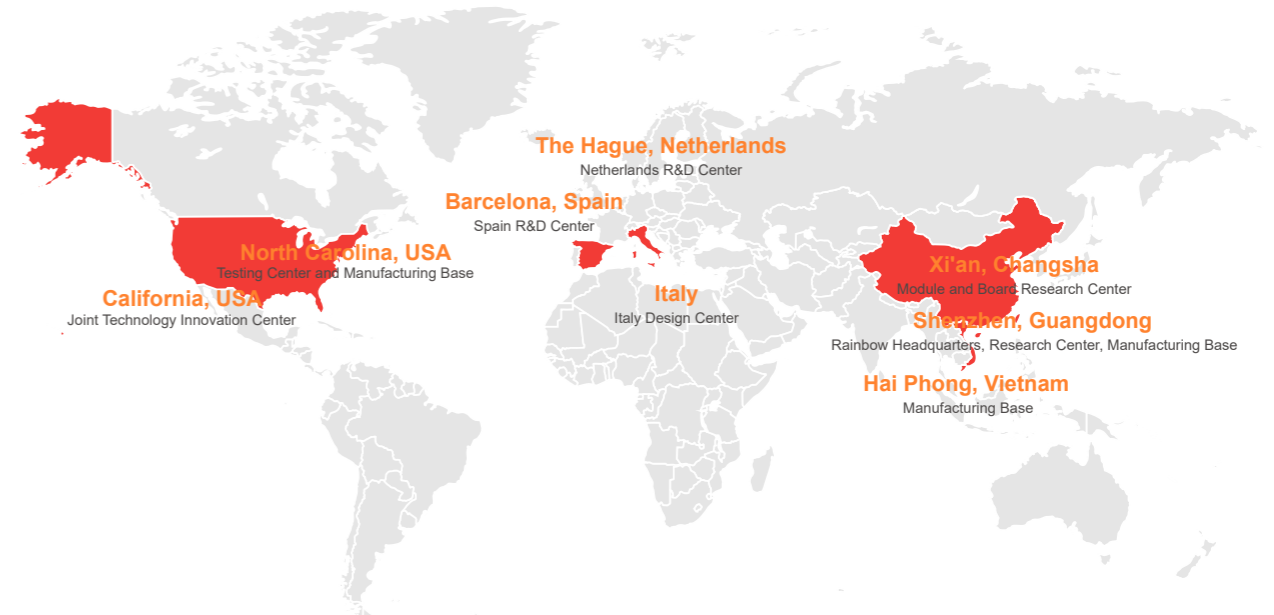 The Hague, Netherlands
Netherlands R&D Center
Barcelona, Spain
Spain R&D Center
North Carolina, USA
Testing Center and Manufacturing Base
California, USA
Joint Technology Innovation Center
Italy
Italy Design Center
Xi'an, Changsha
Module and Board Research Center
Shenzhen, Guangdong
Rainbow Headquarters, Research Center, Manufacturing Base
Hai Phong, Vietnam
Manufacturing Base